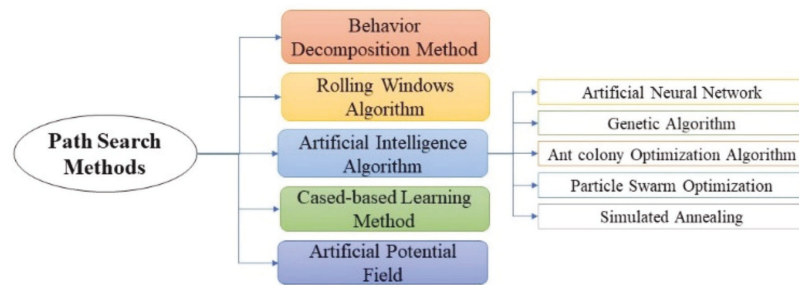 Path Search
Methods
Behavior
Decomposition Method
Rolling Windows
Algorithm
Artificial Intelligence
Algorithm
Cased-based Learning
Method
Artificial Potential
Field
Artificial Neural Network
Genetic Algorithm
Ant colony Optimization Algorithm
Particle Swarm Optimization
Simulated Annealing